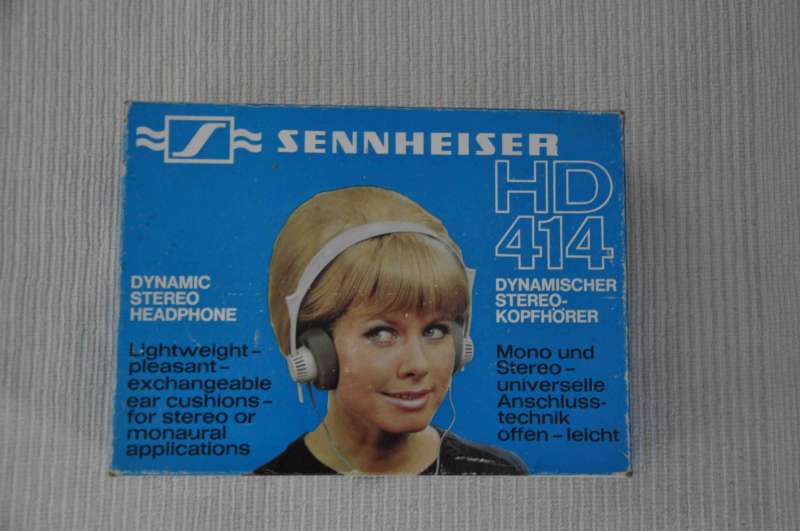 SENNHEISER
HD
414
DYNAMIC
STEREO
HEADPHONE
Lightweight–
pleasant–
exchangeable
ear cushions–
for stereo or
monaural
applications
DYNAMISCHER
STEREO-
KOPFHÖRER
Mono und
Stereo–
universelle
Anschluss-
technik
offen–leicht